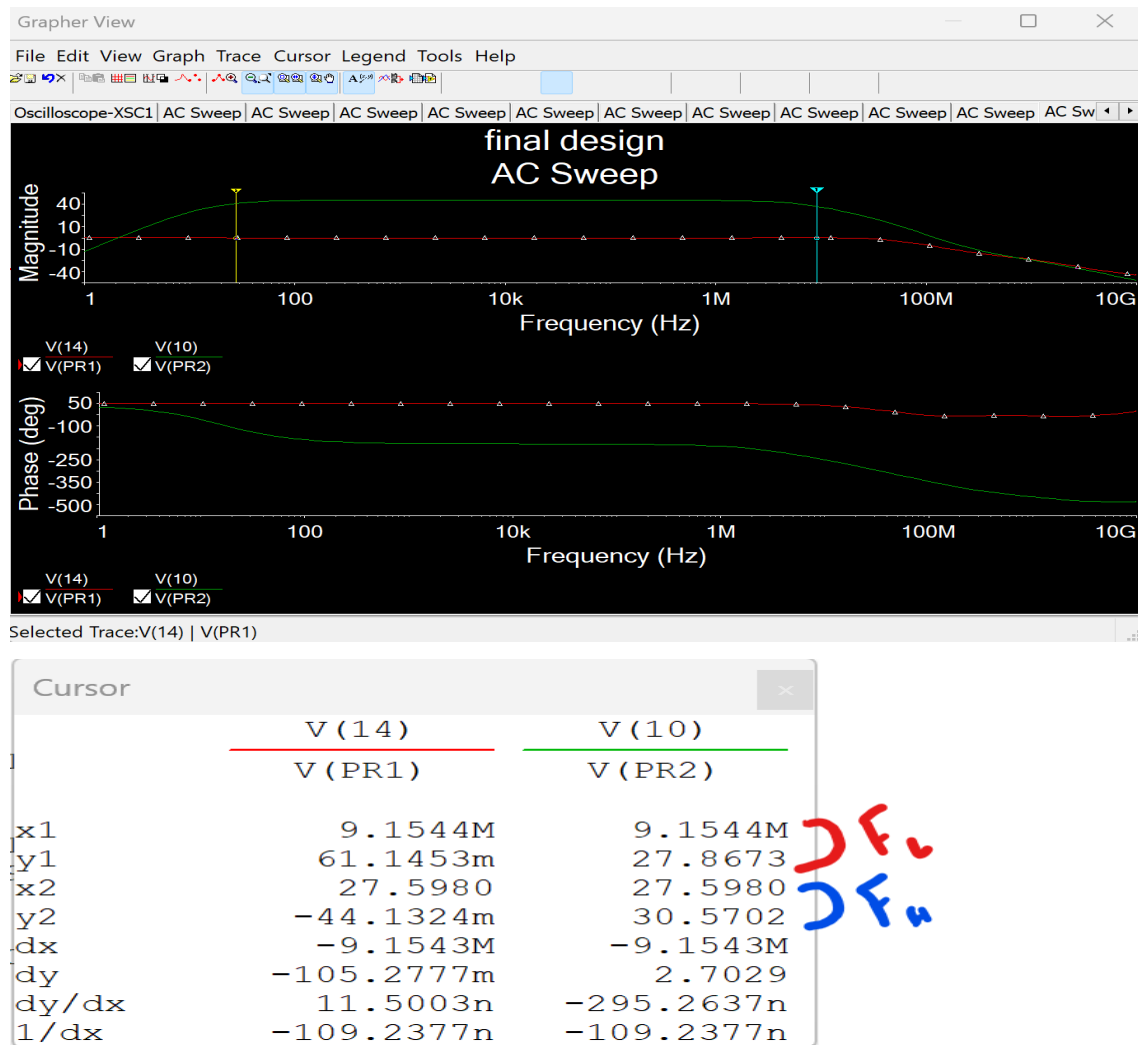 Grapher View
File Edit View Graph Trace Cursor Legend Tools Help
Oscilloscope-XSC1 AC Sweep AC Sweep AC Sweep AC Sweep AC Sweep AC Sweep AC Sweep AC Sweep AC Sweep AC Sweep AC Sw
final design
AC Sweep
Magnitude
40
10
-10
-40
1 100 10k 1M 100M 10G
Frequency (Hz)
V(14) V(10)
V(PR1) V(PR2)
Phase (deg)
50
-100
-250
-350
-500
1 100 10k 1M 100M 10G
Frequency (Hz)
V(14) V(10)
V(PR1) V(PR2)
Selected Trace:V(14) | V(PR1)
Cursor
V(14) V(10)
V(PR1) V(PR2)
x1 9.1544M 9.1544M
y1 61.1453m 27.8673
FL
x2 27.5980 27.5980
y2 -44.1324m 30.5702
FH
dx -9.1543M -9.1543M
dy -105.2777m 2.7029
dy/dx 11.5003n -295.2637n
1/dx -109.2377n -109.2377n